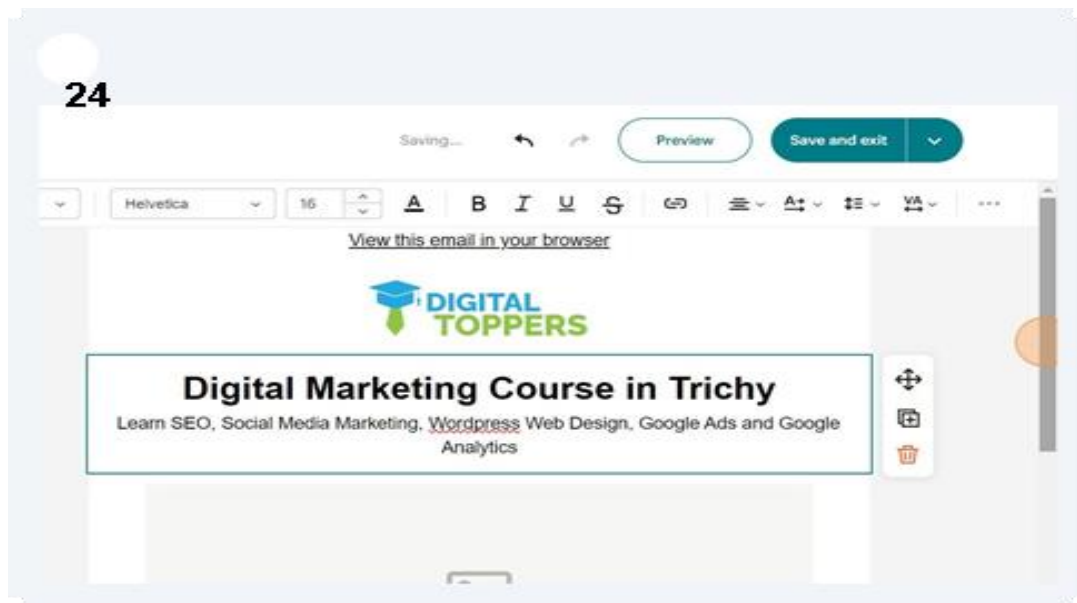 24
Saving...
Preview
Save and exit
Helvetica
16
A
B I U S
VA
View this email in your browser
DIGITAL
TOPPERS
Digital Marketing Course in Trichy
Learn SEO, Social Media Marketing, Wordpress Web Design, Google Ads and Google
Analytics